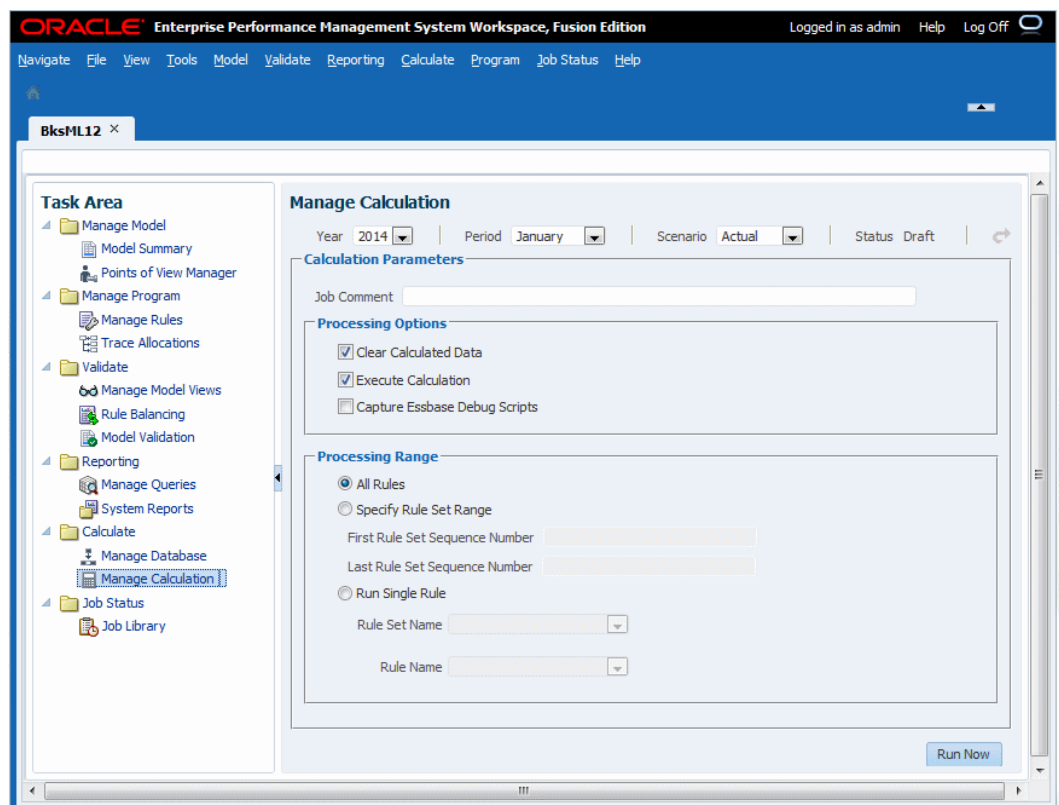 ORACLE Enterprise Performance Management System Workspace, Fusion Edition Logged in as admin Help Log Off
Navigate File View Tools Model Validate Reporting Calculate Program Job Status Help
BksML12
Task Area
Manage Model
Model Summary
Points of View Manager
Manage Program
Manage Rules
Trace Allocations
Validate
Manage Model Views
Rule Balancing
Model Validation
Reporting
Manage Queries
System Reports
Calculate
Manage Database
Manage Calculation
Job Status
Job Library
Manage Calculation
Year 2014 Period January Scenario Actual Status Draft
Calculation Parameters
Job Comment
Processing Options
Clear Calculated Data
Execute Calculation
Capture Essbase Debug Scripts
Processing Range
All Rules
Specify Rule Set Range
First Rule Set Sequence Number
Last Rule Set Sequence Number
Run Single Rule
Rule Set Name
Rule Name
Run Now